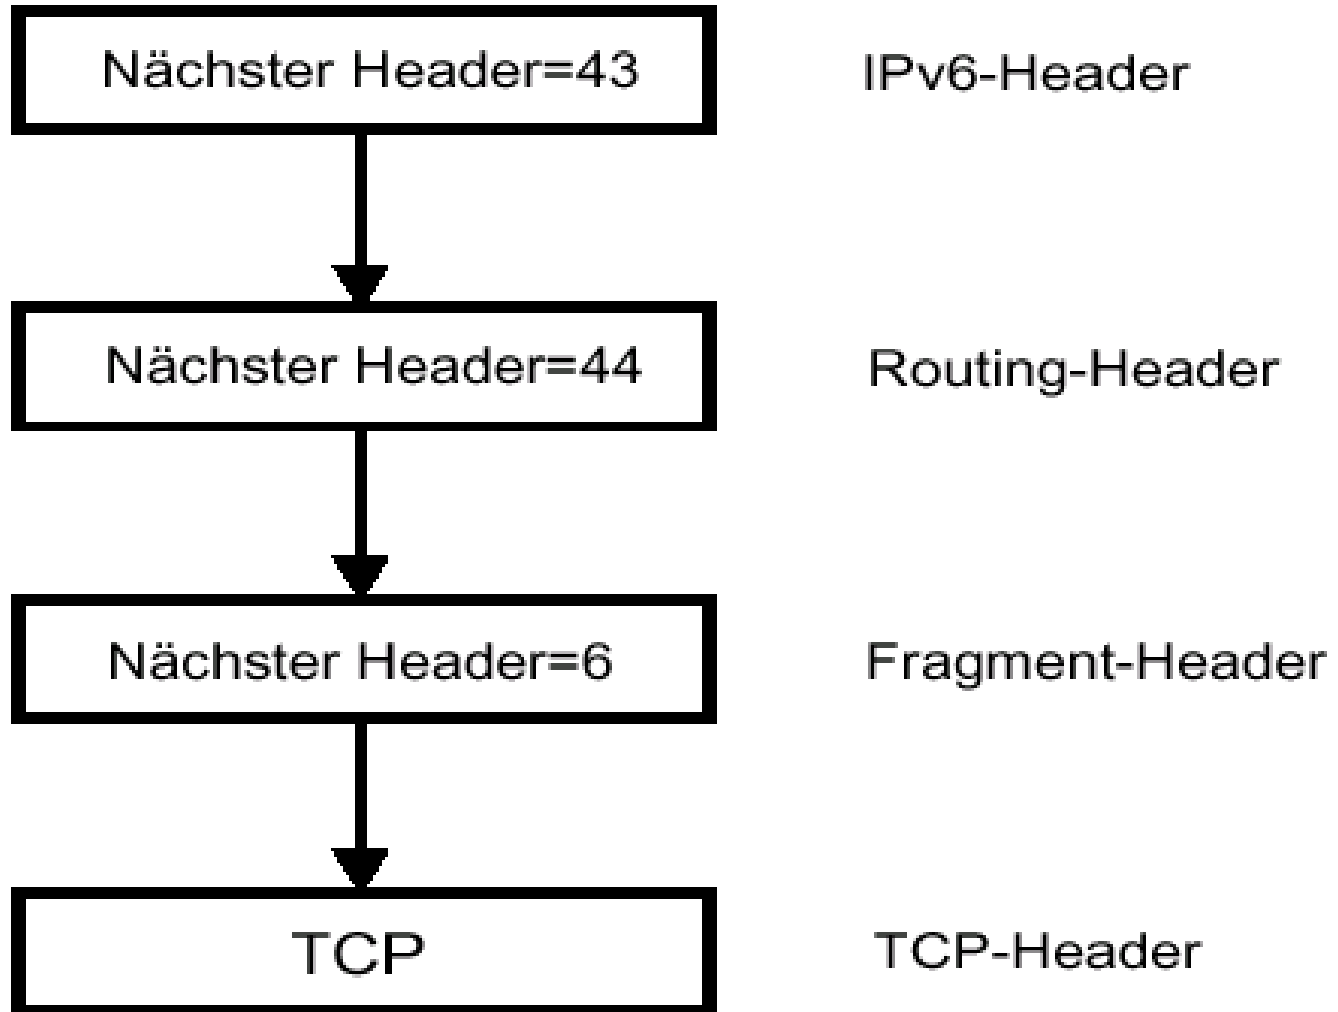 Nächster Header=43
IPv6-Header
Nächster Header=44
Routing-Header
Nächster Header=6
Fragment-Header
TCP
TCP-Header